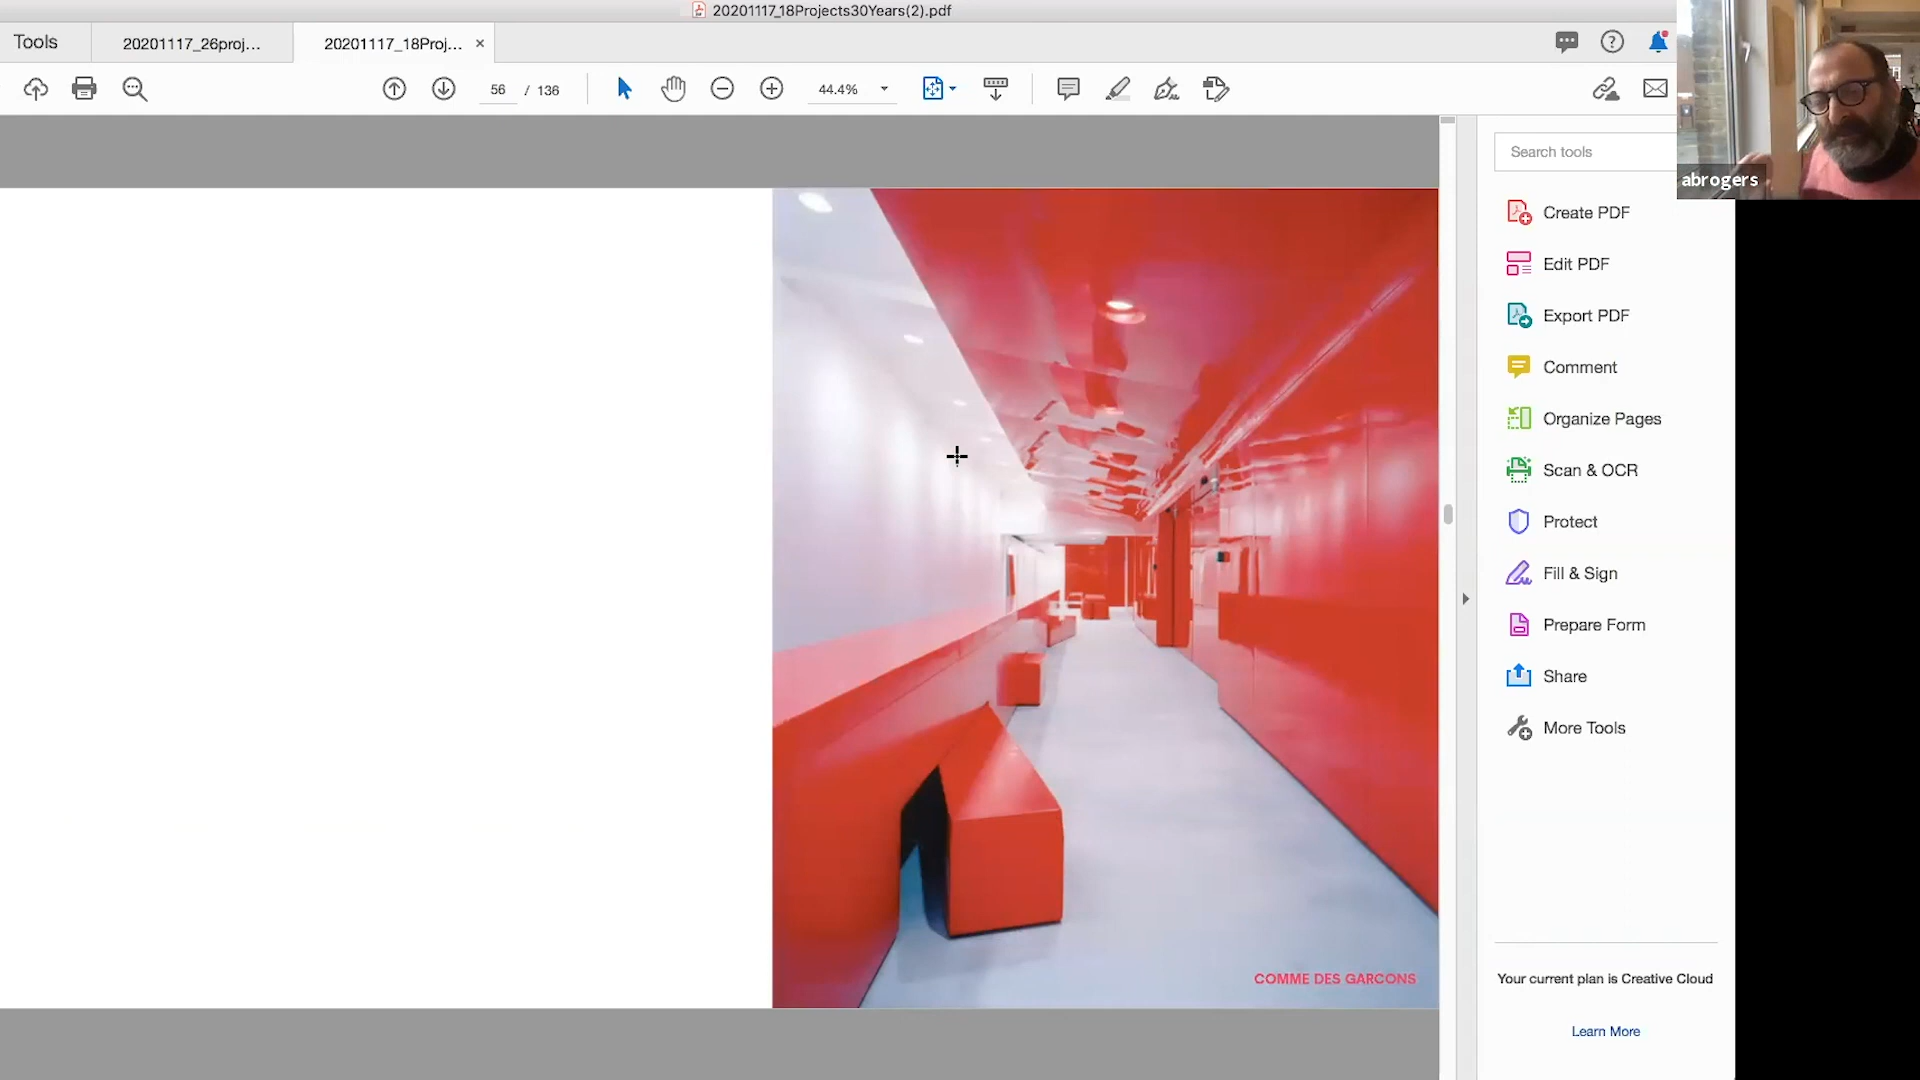 20201117_18Projects30Years(2).pdf
Tools
20201117_26proj...
20201117_18Proj...
56 / 136
44.4%
Search tools
abrogers
Create PDF
Edit PDF
Export PDF
Comment
Organize Pages
Scan & OCR
Protect
Fill & Sign
Prepare Form
Share
More Tools
COMME DES GARCONS
Your current plan is Creative Cloud
Learn More